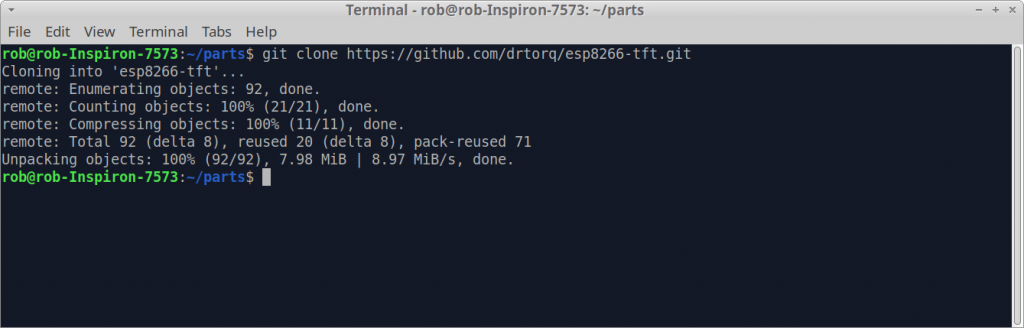 Terminal - rob@rob-Inspiron-7573: ~/parts
File Edit View Terminal Tabs Help
rob@rob-Inspiron-7573:~/parts$ git clone https://github.com/drtorq/esp8266-tft.git
Cloning into 'esp8266-tft'...
remote: Enumerating objects: 92, done.
remote: Counting objects: 100% (21/21), done.
remote: Compressing objects: 100% (11/11), done.
remote: Total 92 (delta 8), reused 20 (delta 8), pack-reused 71
Unpacking objects: 100% (92/92), 7.98 MiB | 8.97 MiB/s, done.
rob@rob-Inspiron-7573:~/parts$